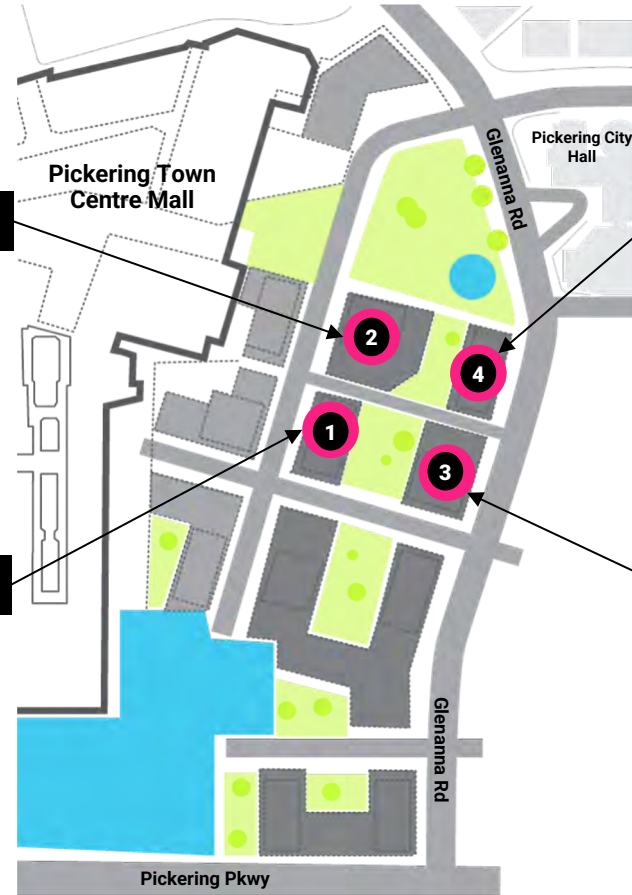 Pickering Town
Centre Mall
Glenanna Rd
Pickering City
Hall
2
4
1
3
Glenanna Rd
Pickering Pkwy